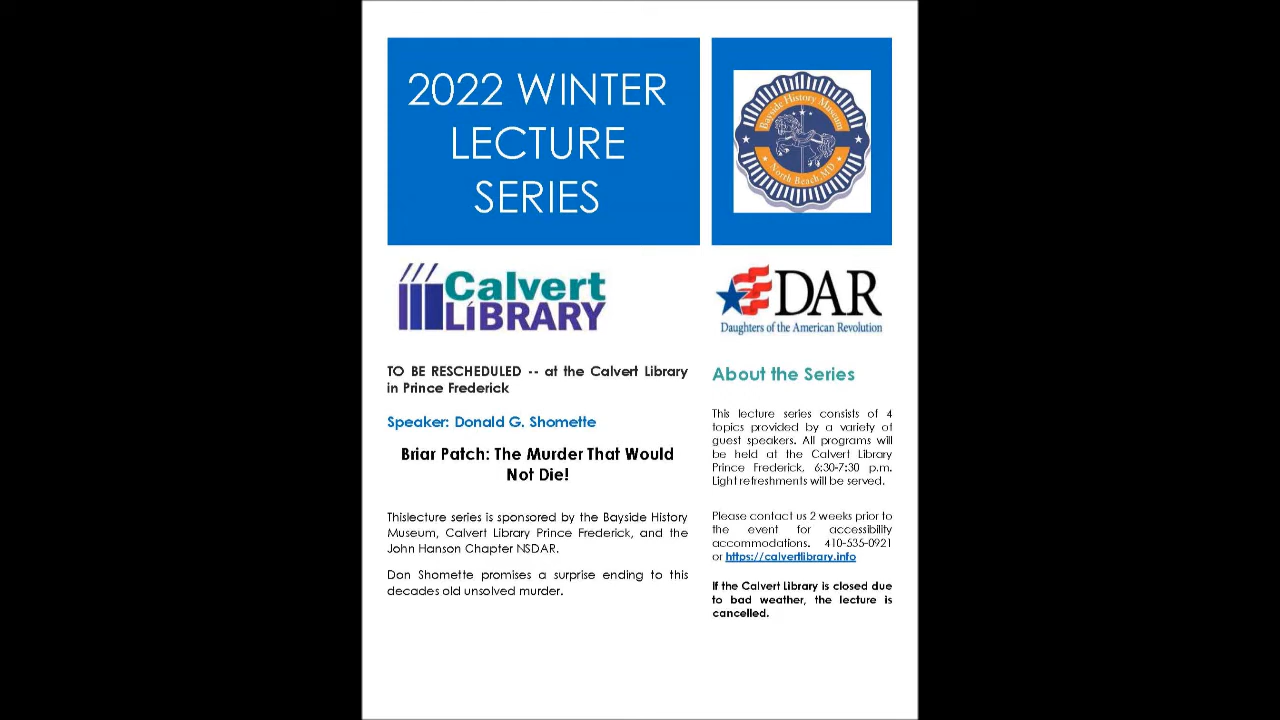 2022 WINTER
LECTURE
SERIES
Bayside History Museum
North Beach, MD
Calvert
LiBRARY
DAR
Daughters of the American Revolution
TO BE RESCHEDULED -- at the Calvert Library
in Prince Frederick
Speaker: Donald G. Shomette
Briar Patch: The Murder That Would
Not Die!
Thislecture series is sponsored by the Bayside History
Museum, Calvert Library Prince Frederick, and the
John Hanson Chapter NSDAR.
Don Shomette promises a surprise ending to this
decades old unsolved murder.
About the Series
This lecture series consists of 4
topics provided by a variety of
guest speakers. All programs will
be held at the Calvert Library
Prince Frederick, 6:30-7:30 p.m.
Light refreshments will be served.
Please contact us 2 weeks prior to
the event for accessibility
accommodations. 410-535-0921
or https://calvertlibrary.info
If the Calvert Library is closed due
to bad weather, the lecture is
cancelled.